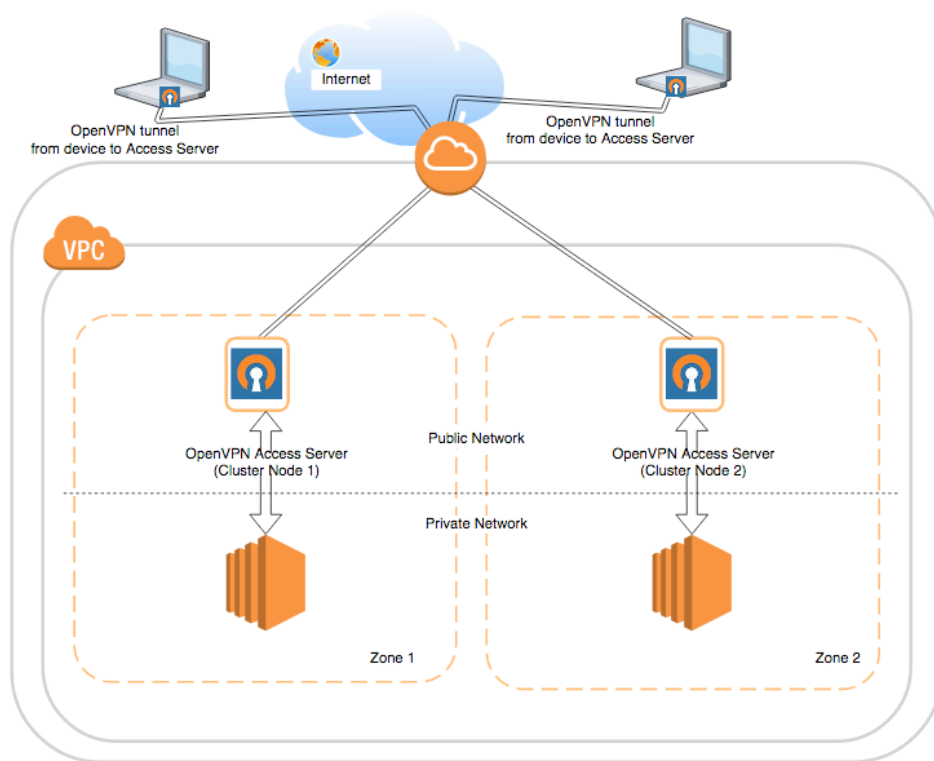 Internet
OpenVPN tunnel
from device to Access Server
OpenVPN tunnel
from device to Access Server
VPC
Public Network
OpenVPN Access Server
(Cluster Node 1)
OpenVPN Access Server
(Cluster Node 2)
Private Network
Zone 1
Zone 2